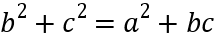 b² + c² = a² + bc